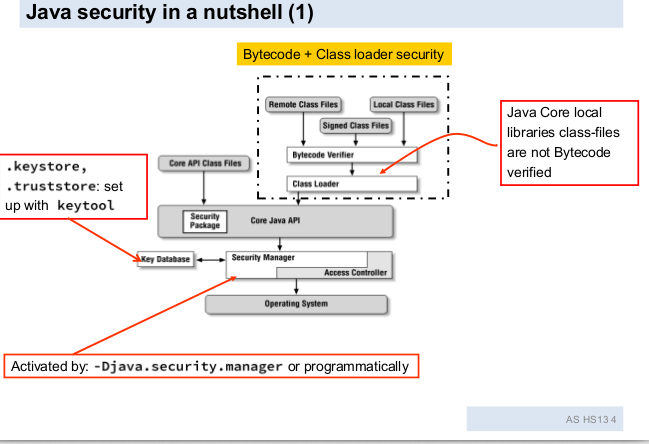 Java security in a nutshell (1)
Bytecode + Class loader security
Remote Class Files
Local Class Files
Signed Class Files
Java Core local
libraries class-files
are not Bytecode
verified
Bytecode Verifier
Core API Class Files
.keystore,
.truststore: set
up with keytool
Class Loader
Security
Package
Core Java API
Key Database
Security Manager
Access Controller
Operating System
Activated by: -Djava.security.manager or programmatically
AS HS13 4